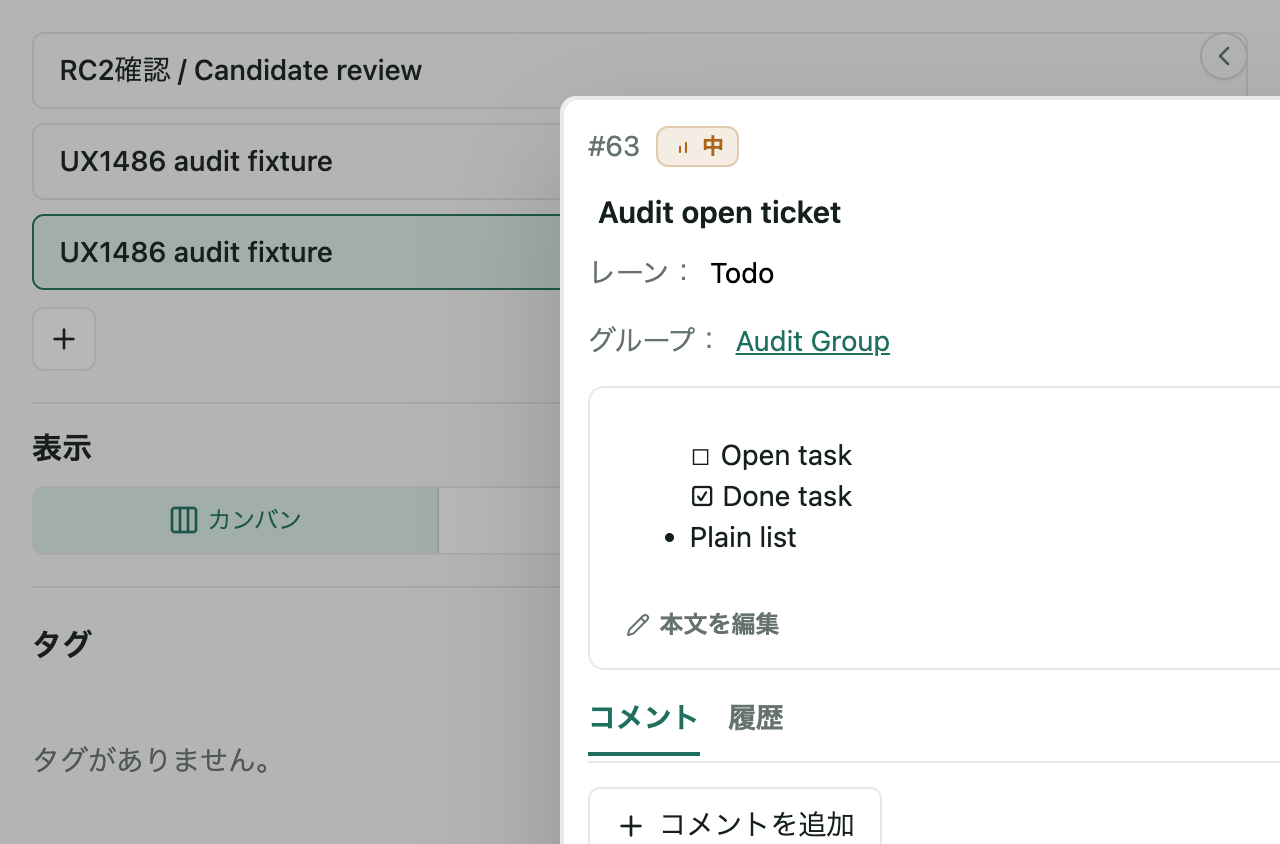 RC2確認 / Candidate review
UX1486 audit fixture
UX1486 audit fixture
表示
カンバン
タグ
タグがありません。
#63 中
Audit open ticket
レーン： Todo
グループ： Audit Group
☐ Open task
☑ Done task
• Plain list
本文を編集
コメント 履歴
+ コメントを追加